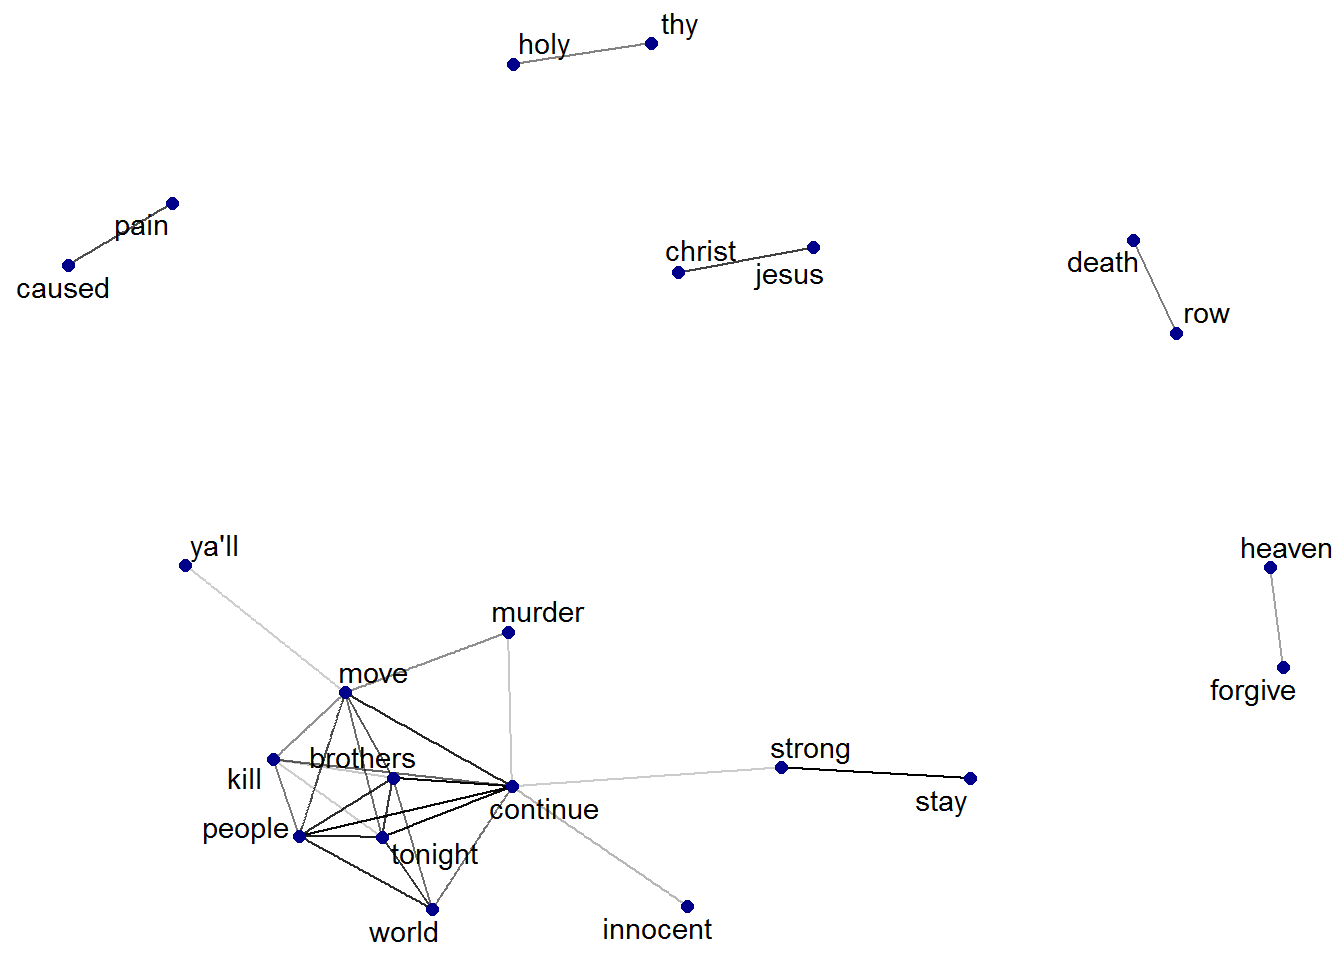 thy
holy
pain
caused
christ
jesus
death
row
ya'll
heaven
murder
move
forgive
strong
brothers
kill
stay
continue
people
tonight
innocent
world